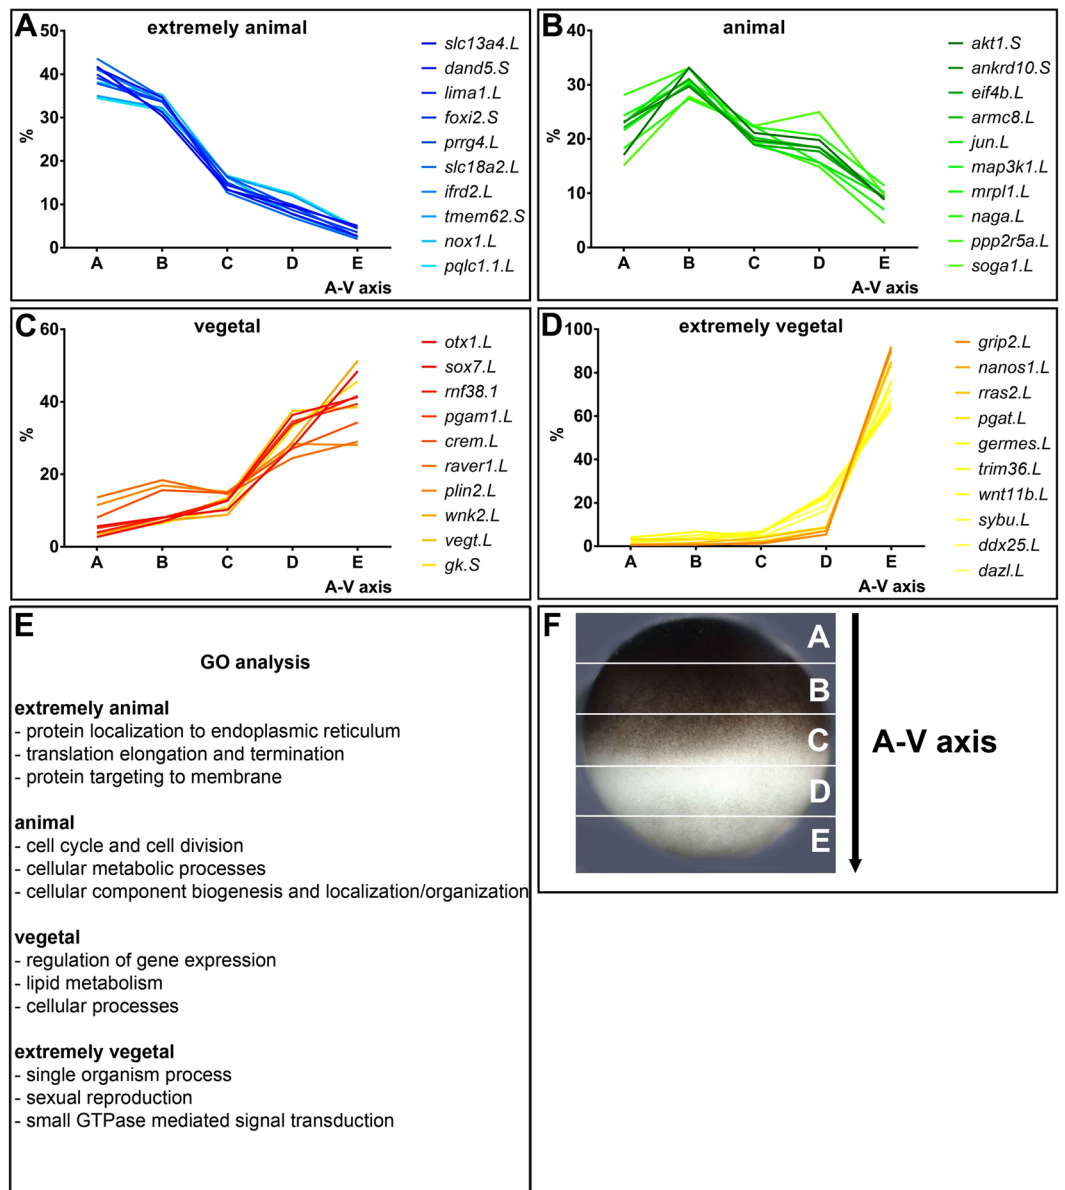 A
extremely animal
50
40
30
20
10
0
%
A B C D E
A-V axis
slc13a4.L
dand5.S
lima1.L
foxi2.S
prrg4.L
slc18a2.L
ifrd2.L
tmem62.S
nox1.L
pqlc1.1.L
B
animal
40
30
20
10
0
%
A B C D E
A-V axis
akt1.S
ankrd10.S
eif4b.L
armc8.L
jun.L
map3k1.L
mrpl1.L
naga.L
ppp2r5a.L
soga1.L
C
vegetal
60
40
20
0
%
A B C D E
A-V axis
otx1.L
sox7.L
rnf38.1
pgam1.L
crem.L
raver1.L
plin2.L
wnk2.L
vegt.L
gk.S
D
extremely vegetal
100
80
60
40
20
0
%
A B C D E
A-V axis
grip2.L
nanos1.L
rras2.L
pgat.L
germes.L
trim36.L
wnt11b.L
sybu.L
ddx25.L
dazl.L
E
GO analysis
extremely animal
- protein localization to endoplasmic reticulum
- translation elongation and termination
- protein targeting to membrane
animal
- cell cycle and cell division
- cellular metabolic processes
- cellular component biogenesis and localization/organization
vegetal
- regulation of gene expression
- lipid metabolism
- cellular processes
extremely vegetal
- single organism process
- sexual reproduction
- small GTPase mediated signal transduction
F
A
B
C
D
E
A-V axis